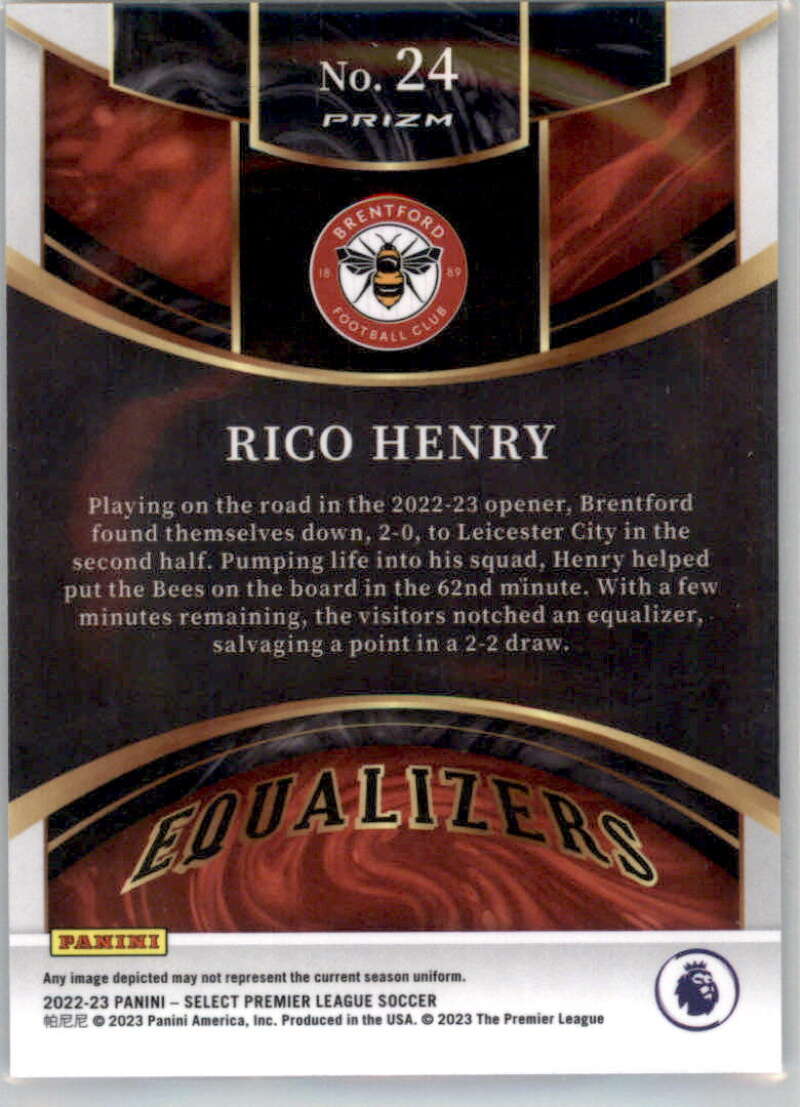 No. 24
PRIZM
BRENTFORD
18 89
FOOTBALL CLUB
RICO HENRY
Playing on the road in the 2022-23 opener, Brentford
found themselves down, 2-0, to Leicester City in the
second half. Pumping life into his squad, Henry helped
put the Bees on the board in the 62nd minute. With a few
minutes remaining, the visitors notched an equalizer,
salvaging a point in a 2-2 draw.
EQUALIZERS
PANINI
Any image depicted may not represent the current season uniform.
2022-23 PANINI – SELECT PREMIER LEAGUE SOCCER
帕尼尼 © 2023 Panini America, Inc. Produced in the USA. © 2023 The Premier League